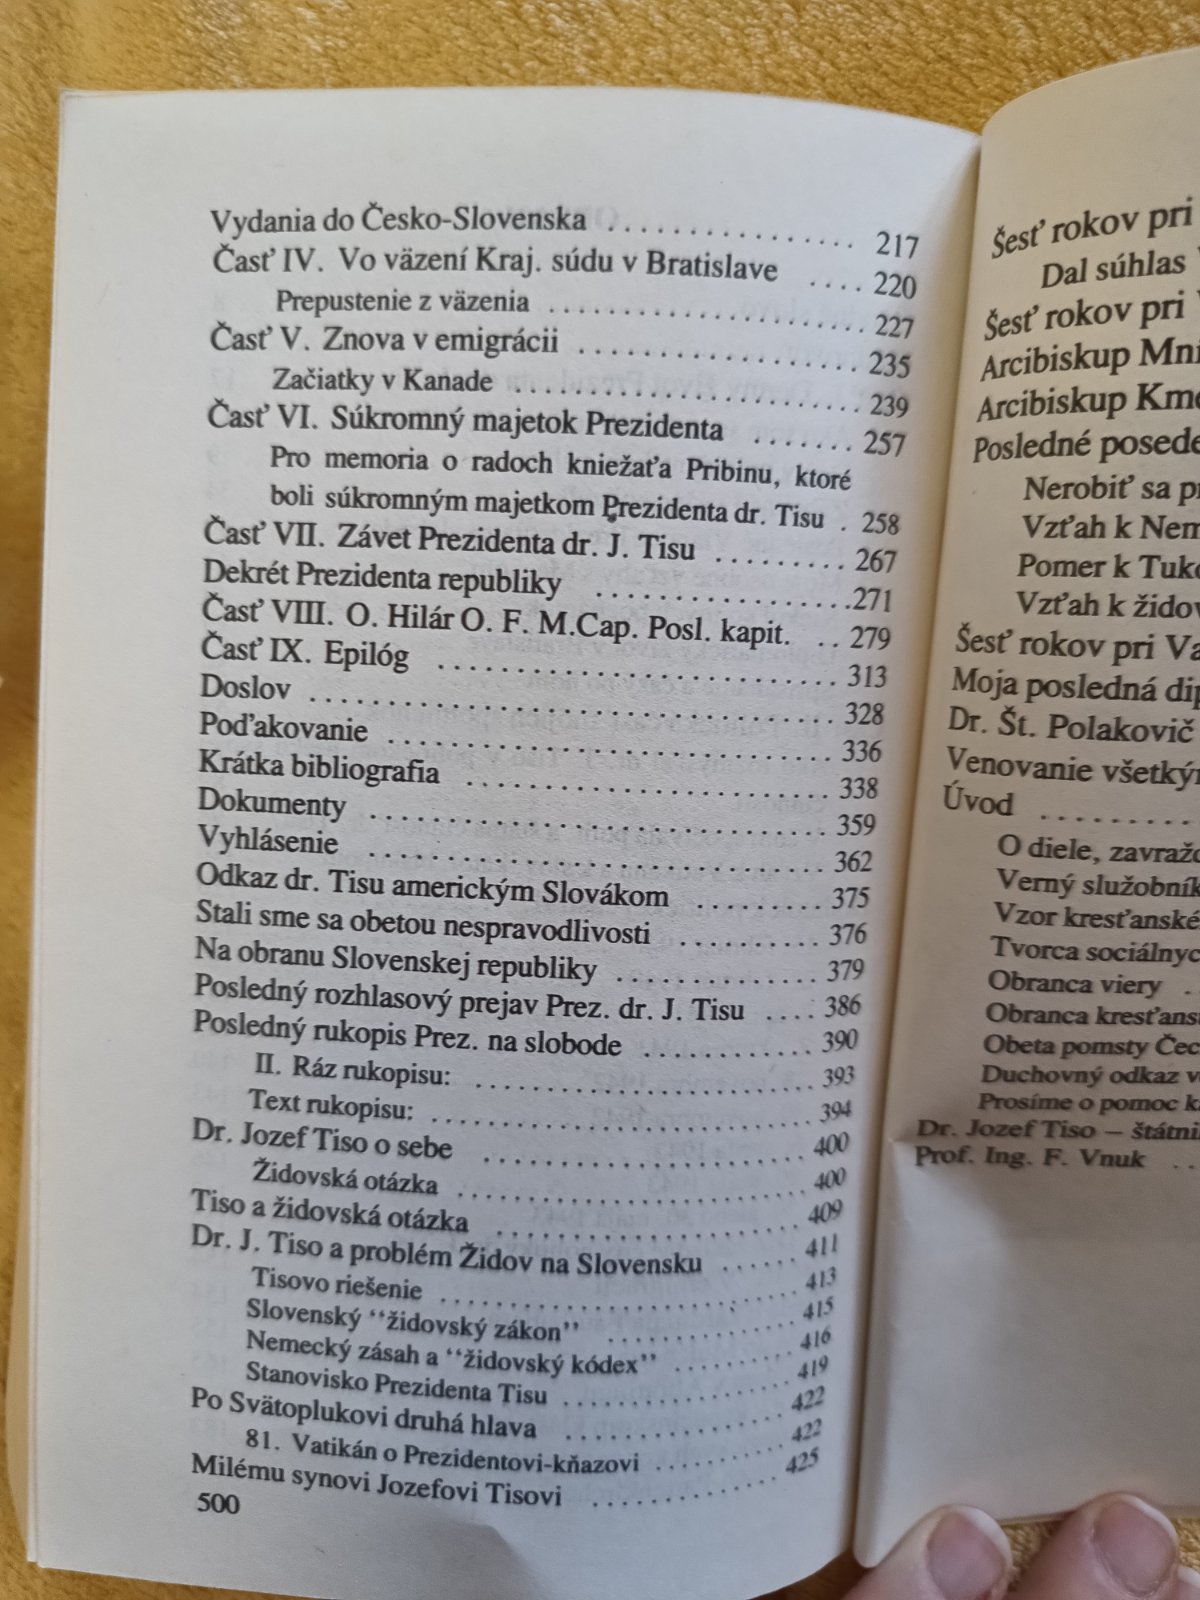 Vydania do Česko-Slovenska . . . . . . . . . . . . . . . . 217
Časť IV. Vo väzení Kraj. súdu v Bratislave . . . . 220
Prepustenie z väzenia . . . . . . . . . . . . . . . . . . . . . 227
Časť V. Znova v emigrácii . . . . . . . . . . . . . . . . . . 235
Začiatky v Kanade . . . . . . . . . . . . . . . . . . . . . . . 239
Časť VI. Súkromný majetok Prezidenta . . . . . . . 257
Pro memoria o radoch kniežaťa Pribinu, ktoré
boli súkromným majetkom Prezidenta dr. Tisu . 258
Časť VII. Závet Prezidenta dr. J. Tisu . . . . . . . . . 267
Dekrét Prezidenta republiky . . . . . . . . . . . . . . . . . .271
Časť VIII. O. Hilár O. F. M.Cap. Posl. kapit. . . 279
Časť IX. Epilóg . . . . . . . . . . . . . . . . . . . . . . . . . . . 313
Doslov . . . . . . . . . . . . . . . . . . . . . . . . . . . . . . . . . . . 328
Poďakovanie . . . . . . . . . . . . . . . . . . . . . . . . . . . . . . 336
Krátka bibliografia . . . . . . . . . . . . . . . . . . . . . . . . . 338
Dokumenty . . . . . . . . . . . . . . . . . . . . . . . . . . . . . . . 359
Vyhlásenie . . . . . . . . . . . . . . . . . . . . . . . . . . . . . . . 362
Odkaz dr. Tisu americkým Slovákom . . . . . . . . . 375
Stali sme sa obetou nespravodlivosti . . . . . . . . . . 376
Na obranu Slovenskej republiky . . . . . . . . . . . . . . 379
Posledný rozhlasový prejav Prez. dr. J. Tisu . . . . 386
Posledný rukopis Prez. na slobode . . . . . . . . . . . . 390
II. Ráz rukopisu: . . . . . . . . . . . . . . . . . . . . . . . . . 393
Text rukopisu: . . . . . . . . . . . . . . . . . . . . . . . . . . . . 394
Dr. Jozef Tiso o sebe . . . . . . . . . . . . . . . . . . . . . . . 400
Židovská otázka . . . . . . . . . . . . . . . . . . . . . . . . . . 400
Tiso a židovská otázka . . . . . . . . . . . . . . . . . . . . . . 409
Dr. J. Tiso a problém Židov na Slovensku . . . . . . 411
Tisovo riešenie . . . . . . . . . . . . . . . . . . . . . . . . . . . 413
Slovenský “židovský zákon” . . . . . . . . . . . . . . . . 415
Nemecký zásah a “židovský kódex” . . . . . . . . . . 416
Stanovisko Prezidenta Tisu . . . . . . . . . . . . . . . . . . 419
Po Svätoplukovi druhá hlava . . . . . . . . . . . . . . . . . 422
81. Vatikán o Prezidentovi-kňazovi . . . . . . . . . . . 422
Milému synovi Jozefovi Tisovi . . . . . . . . . . . . . . . 425
500
Šesť rokov pri
Dal súhlas
Šesť rokov pri
Arcibiskup
Arcibiskup
Posledné
Nerobiť sa
Vzťah k
Pomer k
Vzťah k
Šesť rokov pri
Moja posledná
Dr. Št. Polakovič
Venovanie
Úvod . . . . . . . . .
O diele,
Verný
Vzor
Tvorca
Obranca viery . .
Obranca
Obeta pomsty
Duchovný odkaz
Prosíme o pomoc
Dr. Jozef Tiso –
Prof. Ing. F. Vnuk . . .